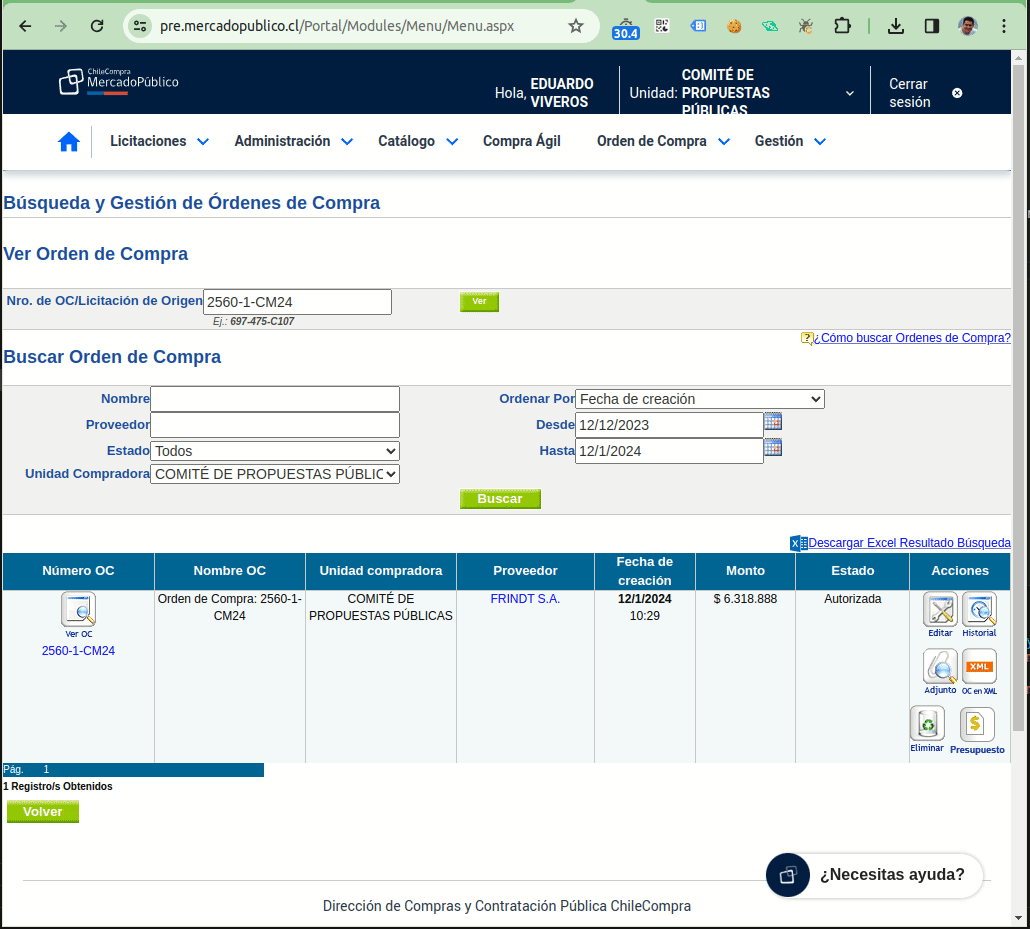 pre.mercadopublico.cl/Portal/Modules/Menu/Menu.aspx
30.4
ChileCompra
MercadoPúblico
Hola, EDUARDO VIVEROS
Unidad: COMITÉ DE PROPUESTAS PÚBLICAS
Cerrar sesión
Licitaciones Administración Catálogo Compra Ágil Orden de Compra Gestión
Búsqueda y Gestión de Órdenes de Compra
Ver Orden de Compra
Nro. de OC/Licitación de Origen 2560-1-CM24 Ver
Ej.: 697-475-C107
¿Cómo buscar Ordenes de Compra?
Buscar Orden de Compra
Nombre Ordenar Por Fecha de creación
Proveedor Desde 12/12/2023
Estado Todos Hasta 12/1/2024
Unidad Compradora COMITÉ DE PROPUESTAS PÚBLIC
Buscar
Descargar Excel Resultado Búsqueda
Número OC Nombre OC Unidad compradora Proveedor Fecha de creación Monto Estado Acciones
Ver OC
2560-1-CM24
Orden de Compra: 2560-1-
CM24
COMITÉ DE
PROPUESTAS PÚBLICAS
FRINDT S.A.
12/1/2024
10:29
$ 6.318.888
Autorizada
Editar Historial
XML
Adjunto OC en XML
Eliminar Presupuesto
Pág. 1
1 Registro/s Obtenidos
Volver
¿Necesitas ayuda?
Dirección de Compras y Contratación Pública ChileCompra